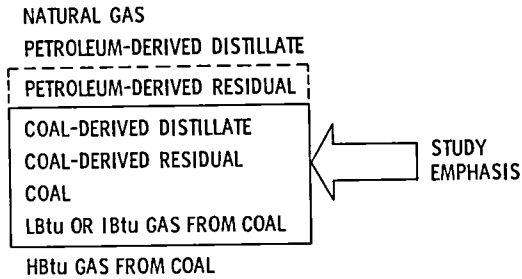 NATURAL GAS
PETROLEUM-DERIVED DISTILLATE
PETROLEUM-DERIVED RESIDUAL
COAL-DERIVED DISTILLATE
COAL-DERIVED RESIDUAL
COAL
LBtu OR IBtu GAS FROM COAL
HBtu GAS FROM COAL
STUDY
EMPHASIS